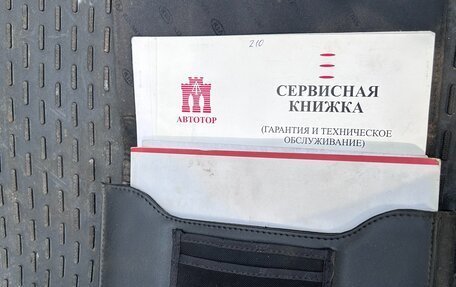 210
СЕРВИСНАЯ
КНИЖКА
АВТОТОР
(ГАРАНТИЯ И ТЕХНИЧЕСКОЕ
ОБСЛУЖИВАНИЕ)